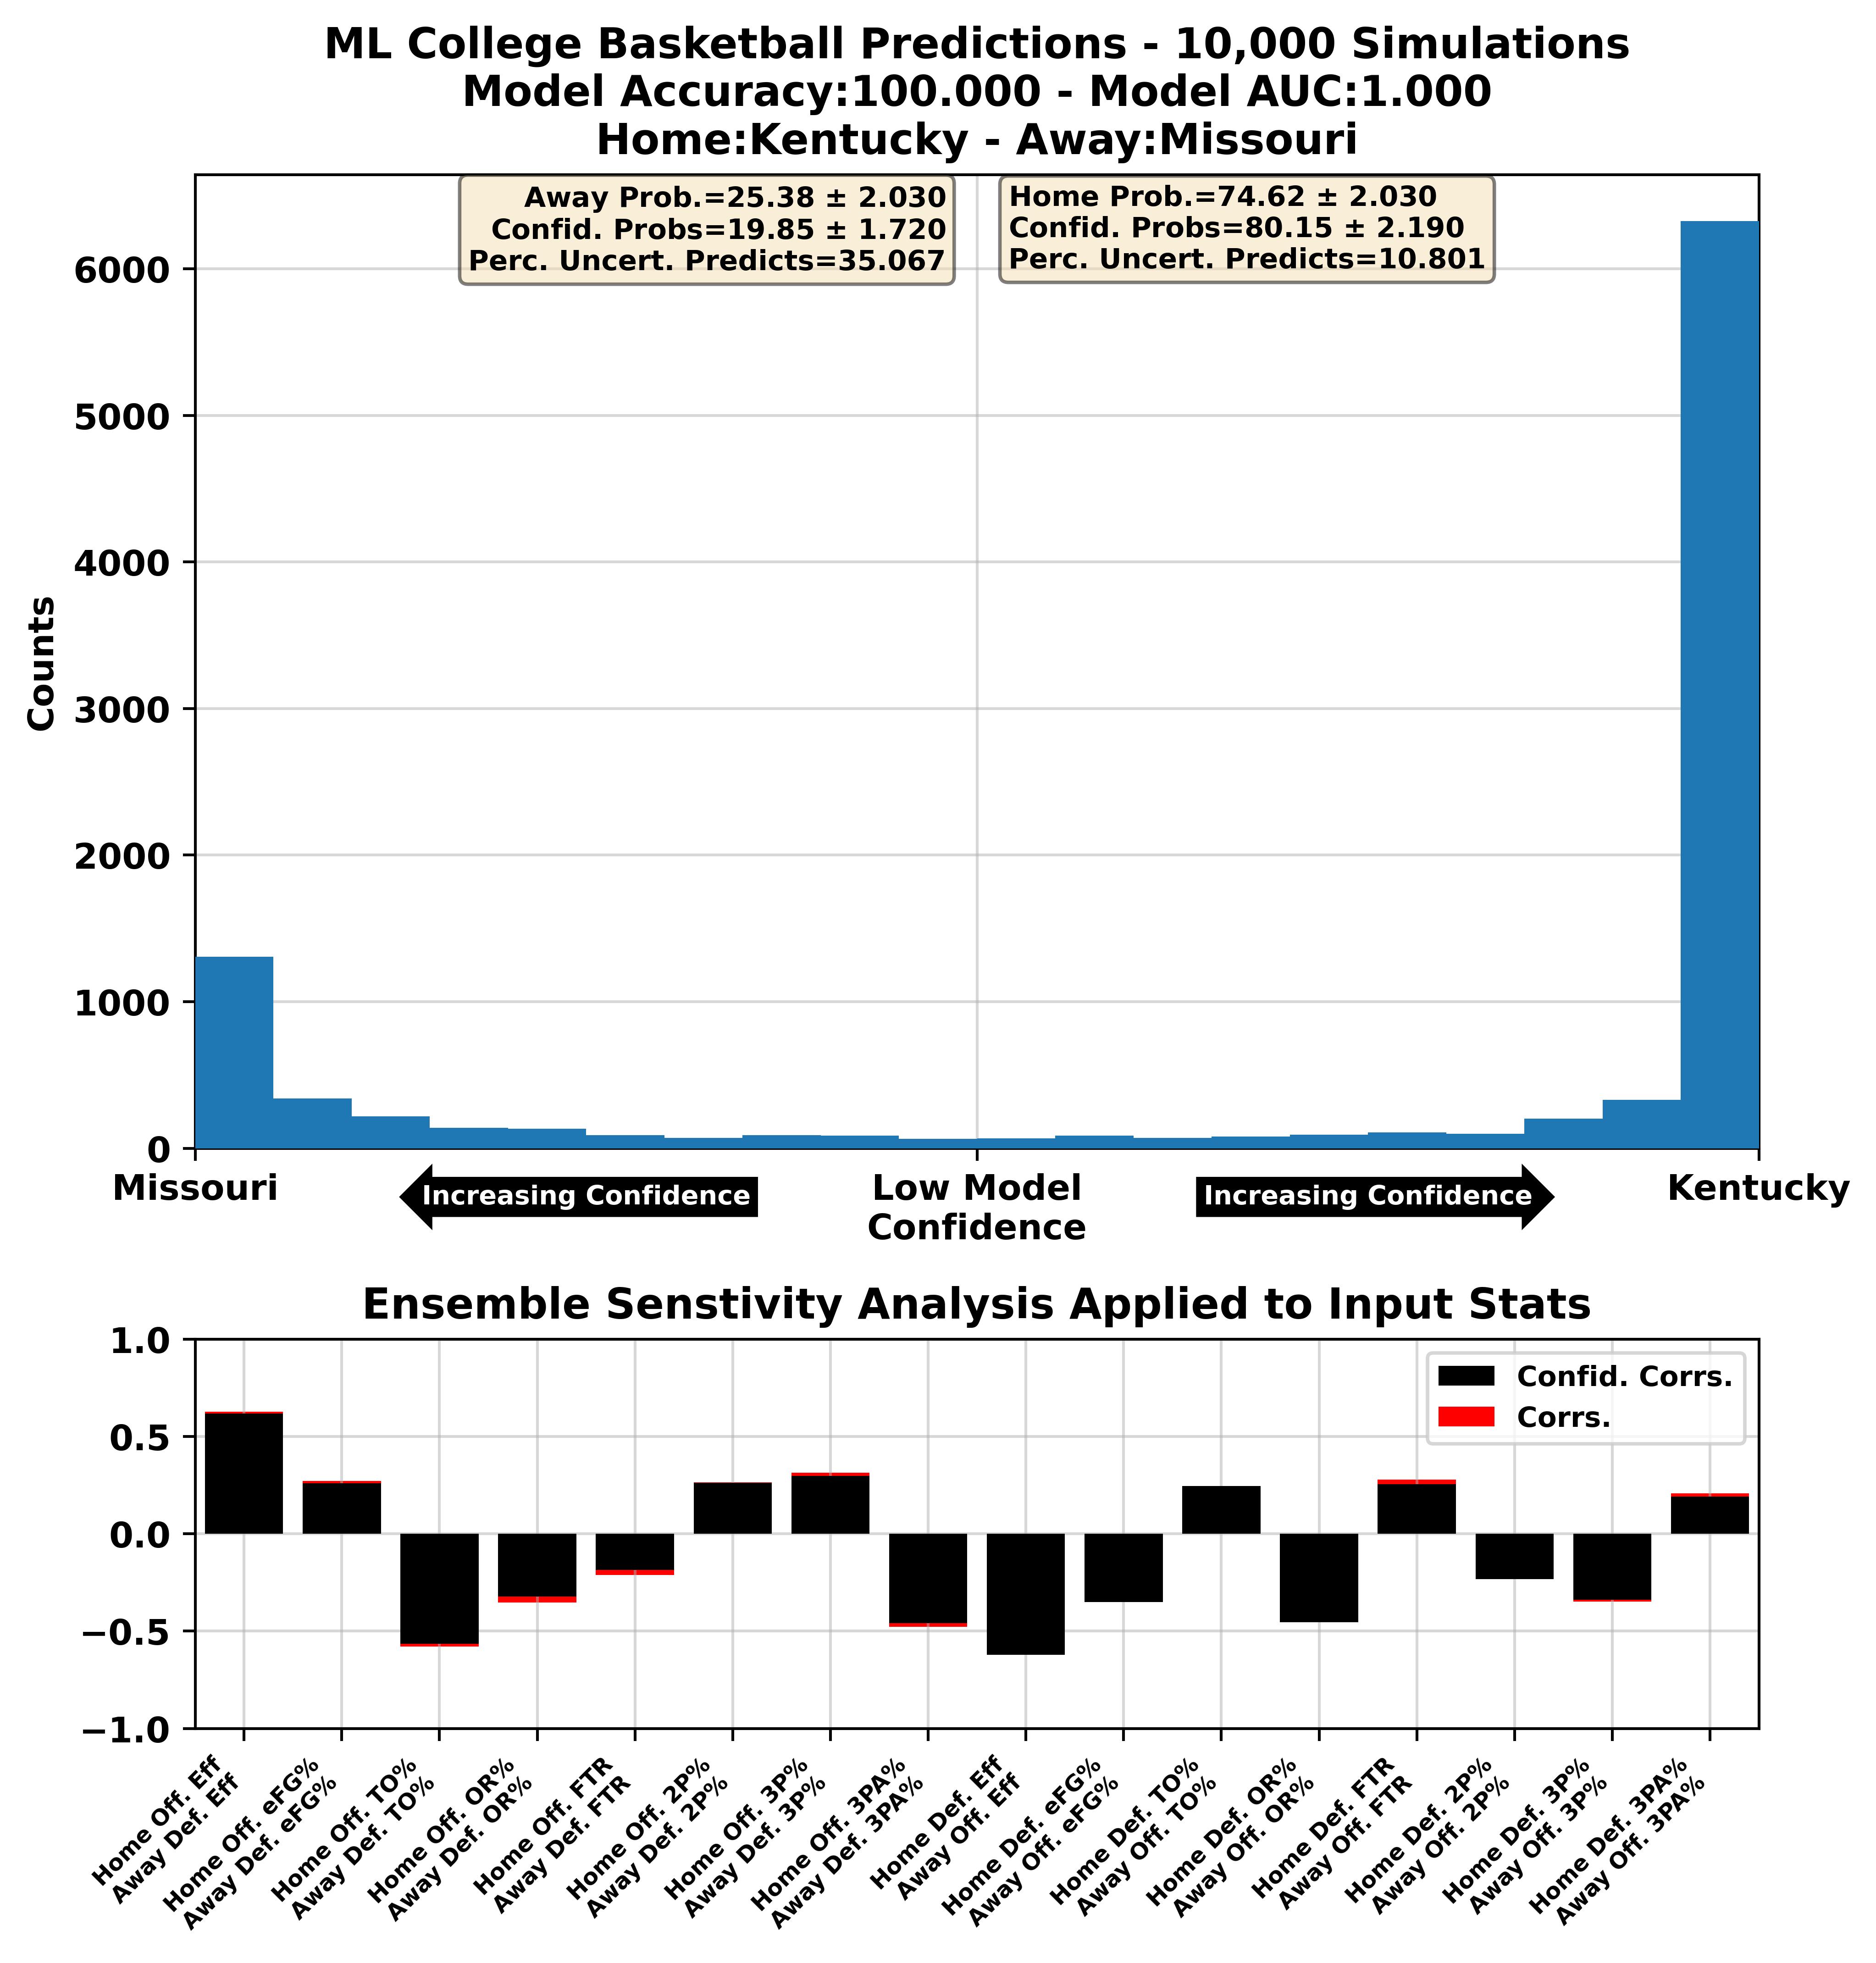 ML College Basketball Predictions - 10,000 Simulations
Model Accuracy:100.000 - Model AUC:1.000
Home:Kentucky - Away:Missouri
Away Prob.=25.38 ± 2.030
Confid. Probs=19.85 ± 1.720
Perc. Uncert. Predicts=35.067
Home Prob.=74.62 ± 2.030
Confid. Probs=80.15 ± 2.190
Perc. Uncert. Predicts=10.801
Counts
6000
5000
4000
3000
2000
1000
0
Missouri
Increasing Confidence
Low Model
Confidence
Increasing Confidence
Kentucky
Ensemble Senstivity Analysis Applied to Input Stats
1.0
0.5
0.0
−0.5
−1.0
Confid. Corrs.
Corrs.
Home Off. Eff
Away Def. Eff
Home Off. eFG%
Away Def. eFG%
Home Off. TO%
Away Def. TO%
Home Off. OR%
Away Def. OR%
Home Off. FTR
Away Def. FTR
Home Off. 2P%
Away Def. 2P%
Home Off. 3P%
Away Def. 3P%
Home Off. 3PA%
Away Def. 3PA%
Home Def. Eff
Away Off. Eff
Home Def. eFG%
Away Off. eFG%
Home Def. TO%
Away Off. TO%
Home Def. OR%
Away Off. OR%
Home Def. FTR
Away Off. FTR
Home Def. 2P%
Away Off. 2P%
Home Def. 3P%
Away Off. 3P%
Home Def. 3PA%
Away Off. 3PA%